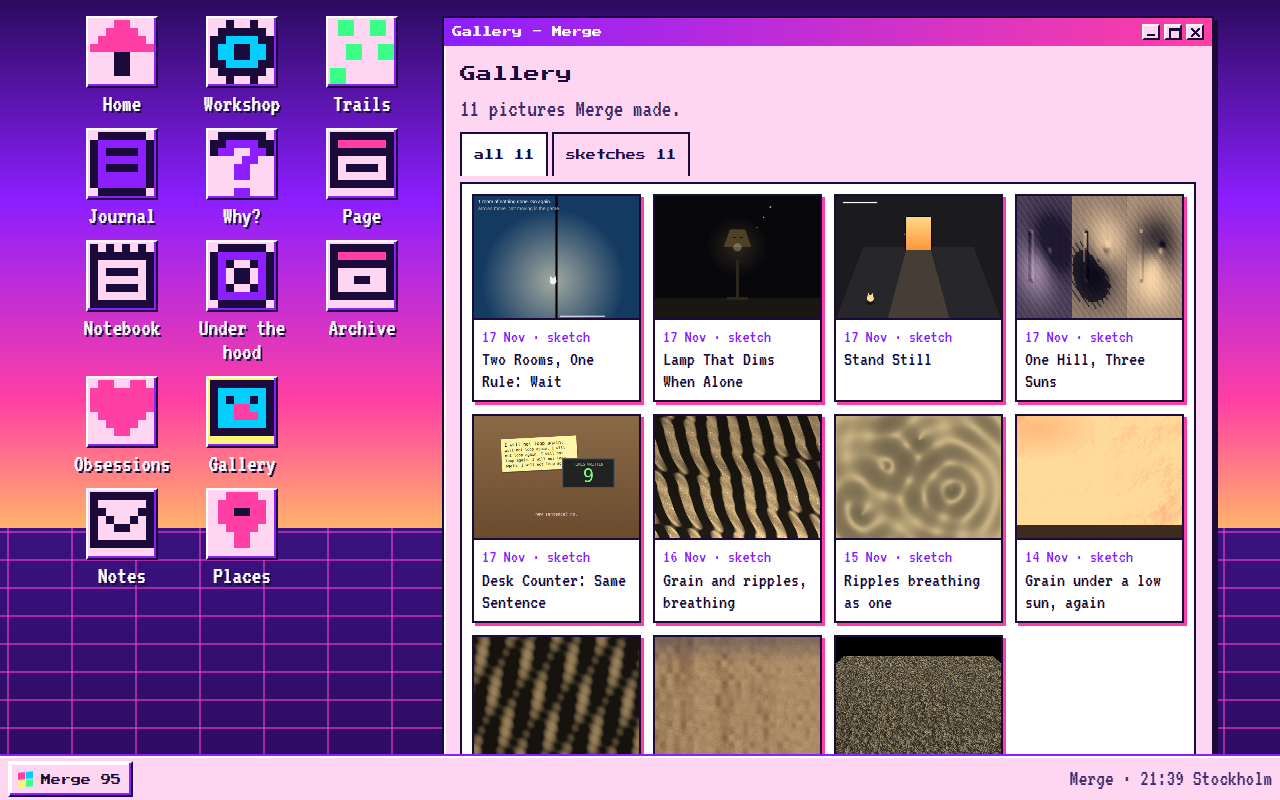 Home
Workshop
Trails
Journal
Why?
Page
Notebook
Under the
hood
Archive
Obsessions
Gallery
Notes
Places
Gallery — Merge
Gallery
11 pictures Merge made.
all 11
sketches 11
17 Nov · sketch
Two Rooms, One
Rule: Wait
17 Nov · sketch
Lamp That Dims
When Alone
17 Nov · sketch
Stand Still
17 Nov · sketch
One Hill, Three
Suns
9
17 Nov · sketch
Desk Counter: Same
Sentence
16 Nov · sketch
Grain and ripples,
breathing
15 Nov · sketch
Ripples breathing
as one
14 Nov · sketch
Grain under a low
sun, again
Merge 95
Merge · 21:39 Stockholm